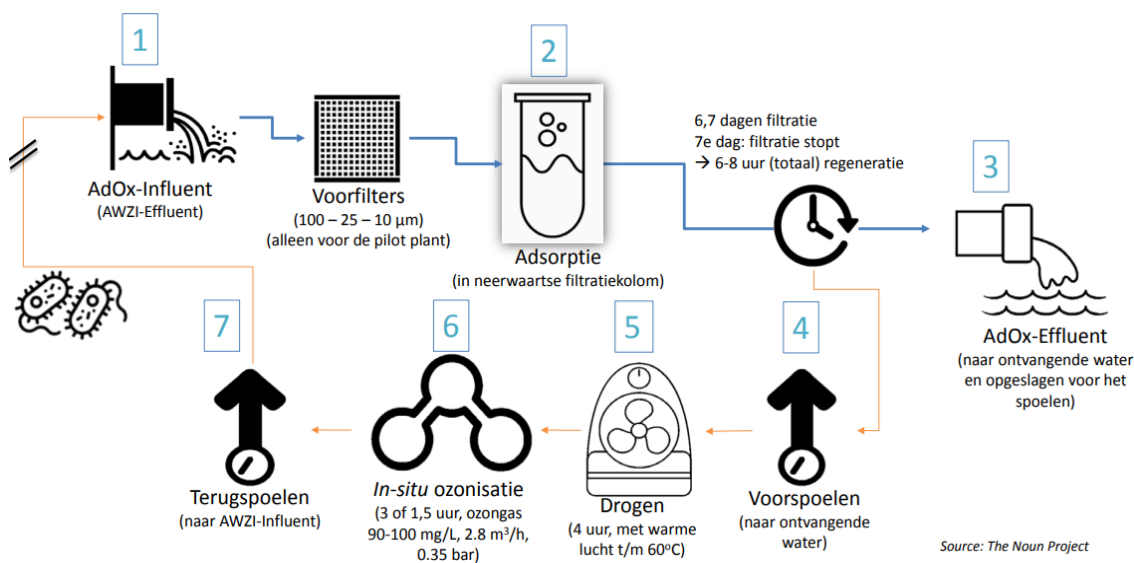 1
AdOx-Influent
(AWZI-Effluent)
Voorfilters
(100 – 25 – 10 µm)
(alleen voor de pilot plant)
2
Adsorptie
(in neerwaartse filtratiekolom)
6,7 dagen filtratie
7e dag: filtratie stopt
→ 6-8 uur (totaal) regeneratie
3
AdOx-Effluent
(naar ontvangende water
en opgeslagen voor het
spoelen)
4
Voorspoelen
(naar ontvangende
water)
5
Drogen
(4 uur, met warme
lucht t/m 60°C)
6
In-situ ozonisatie
(3 of 1,5 uur, ozongas
90-100 mg/L, 2.8 m³/h,
0.35 bar)
7
Terugspoelen
(naar AWZI-Influent)
Source: The Noun Project